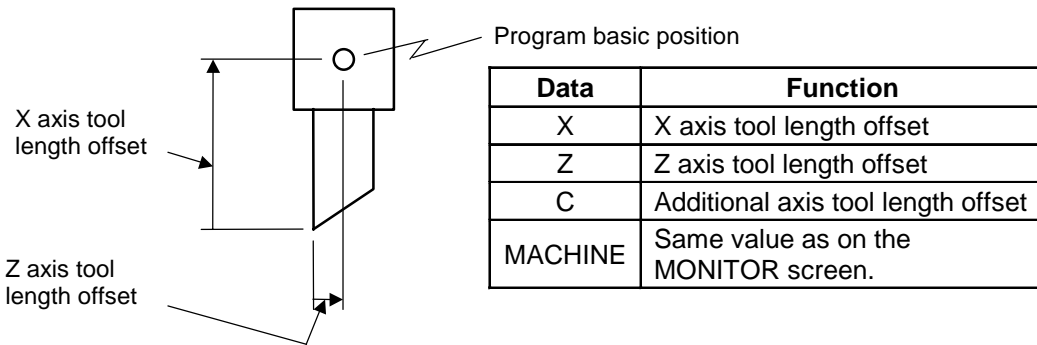 Program basic position
X axis tool
length offset
Z axis tool
length offset
Data Function
X X axis tool length offset
Z Z axis tool length offset
C Additional axis tool length offset
MACHINE Same value as on the
MONITOR screen.